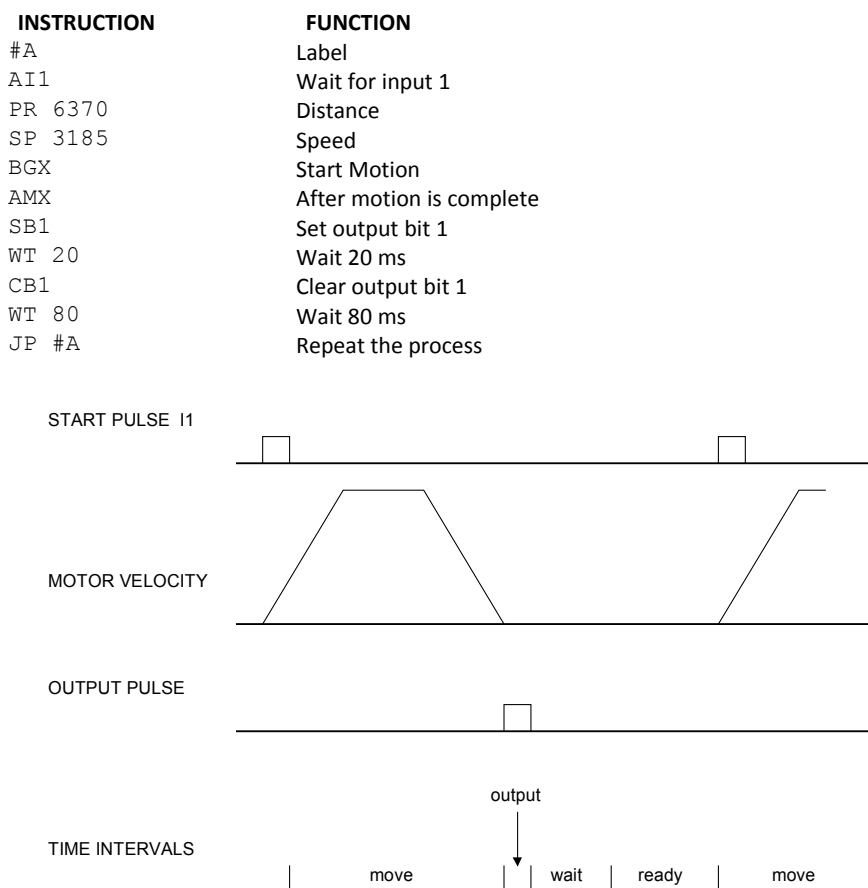 INSTRUCTION FUNCTION
#A Label
AI1 Wait for input 1
PR 6370 Distance
SP 3185 Speed
BGX Start Motion
AMX After motion is complete
SB1 Set output bit 1
WT 20 Wait 20 ms
CB1 Clear output bit 1
WT 80 Wait 80 ms
JP #A Repeat the process
START PULSE I1
MOTOR VELOCITY
OUTPUT PULSE
output
TIME INTERVALS
move wait ready move